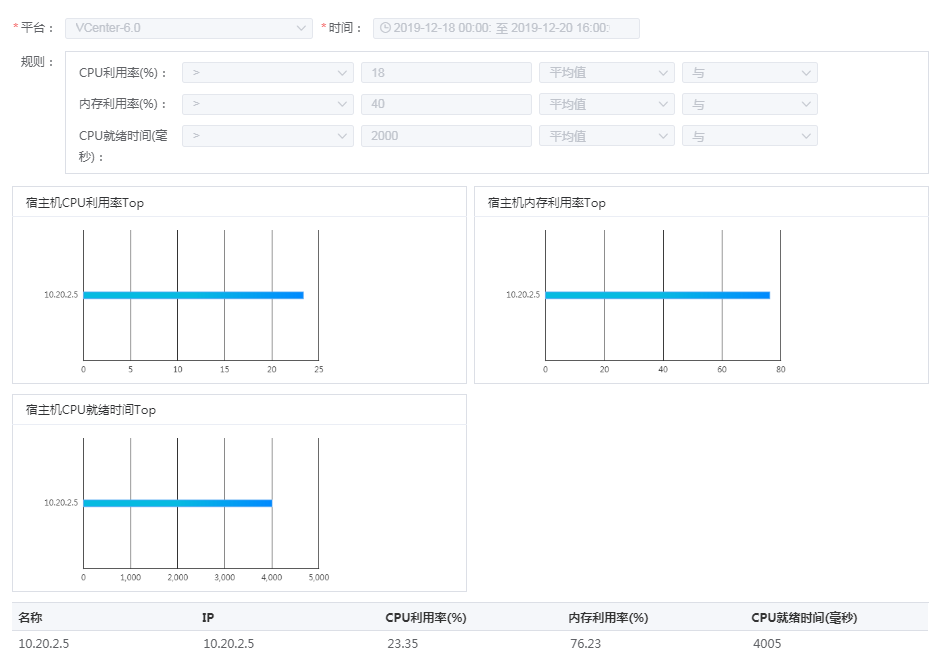 * 平台： VCenter-6.0 * 时间： 2019-12-18 00:00: 至 2019-12-20 16:00:
规则：
CPU利用率(%)： > 18 平均值 与
内存利用率(%)： > 40 平均值 与
CPU就绪时间(毫 > 2000 平均值 与
秒)：
宿主机CPU利用率Top
10.20.2.5
0 5 10 15 20 25
宿主机内存利用率Top
10.20.2.5
0 20 40 60 80
宿主机CPU就绪时间Top
10.20.2.5
0 1,000 2,000 3,000 4,000 5,000
名称 IP CPU利用率(%) 内存利用率(%) CPU就绪时间(毫秒)
10.20.2.5 10.20.2.5 23.35 76.23 4005